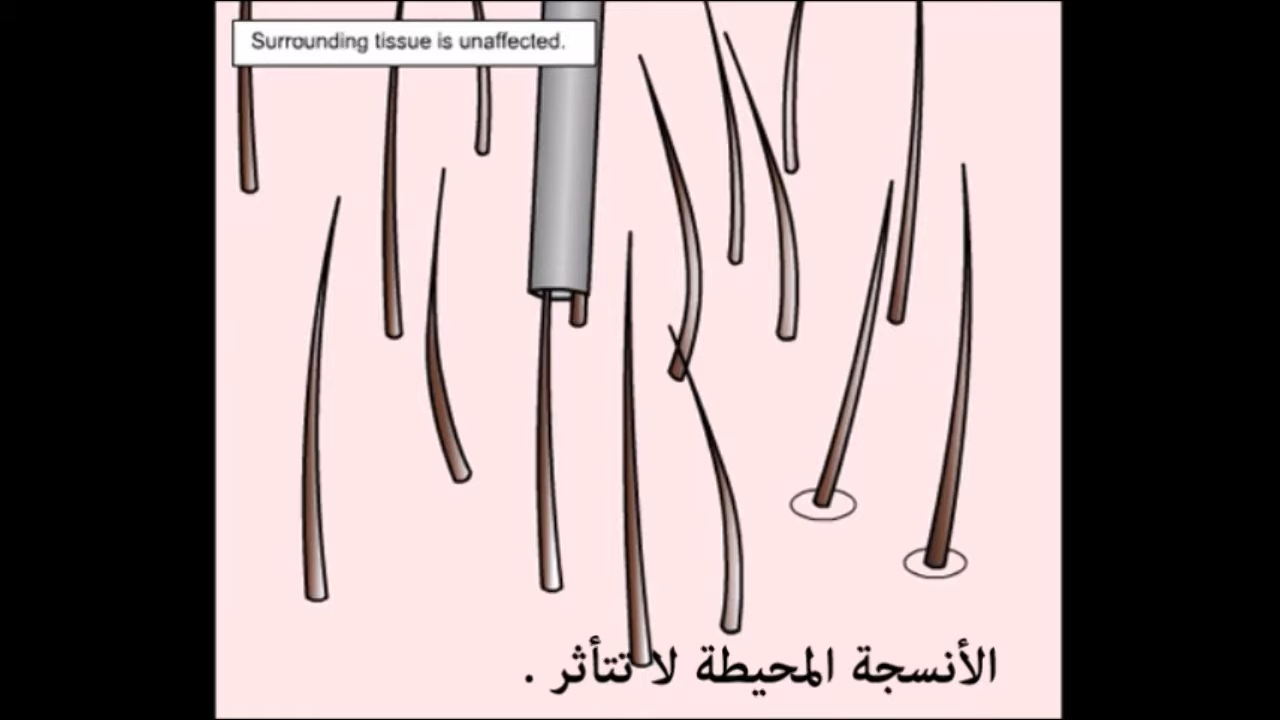 Surrounding tissue is unaffected.
الأنسجة المحيطة لا تتأثر .